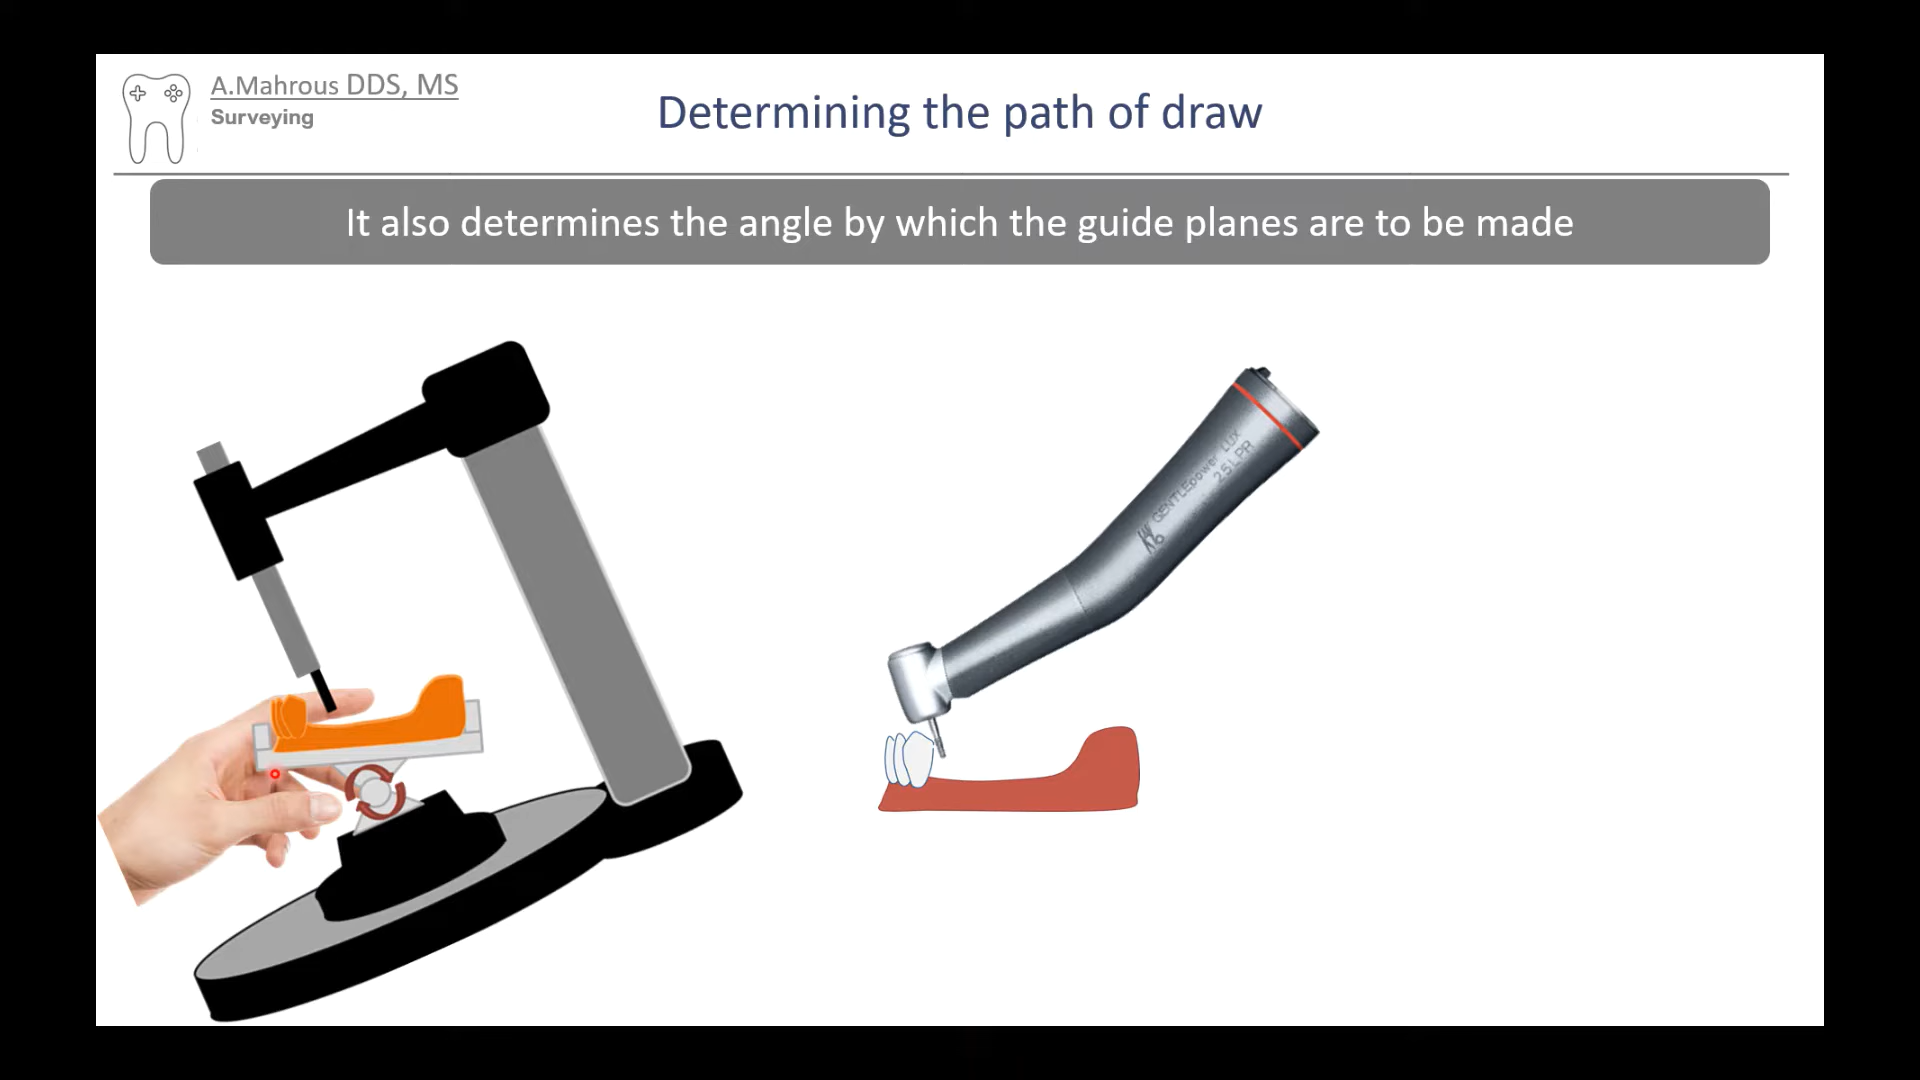 A.Mahrous DDS, MS
Surveying
Determining the path of draw
It also determines the angle by which the guide planes are to be made
GENTLEpower LUX
25 LPR